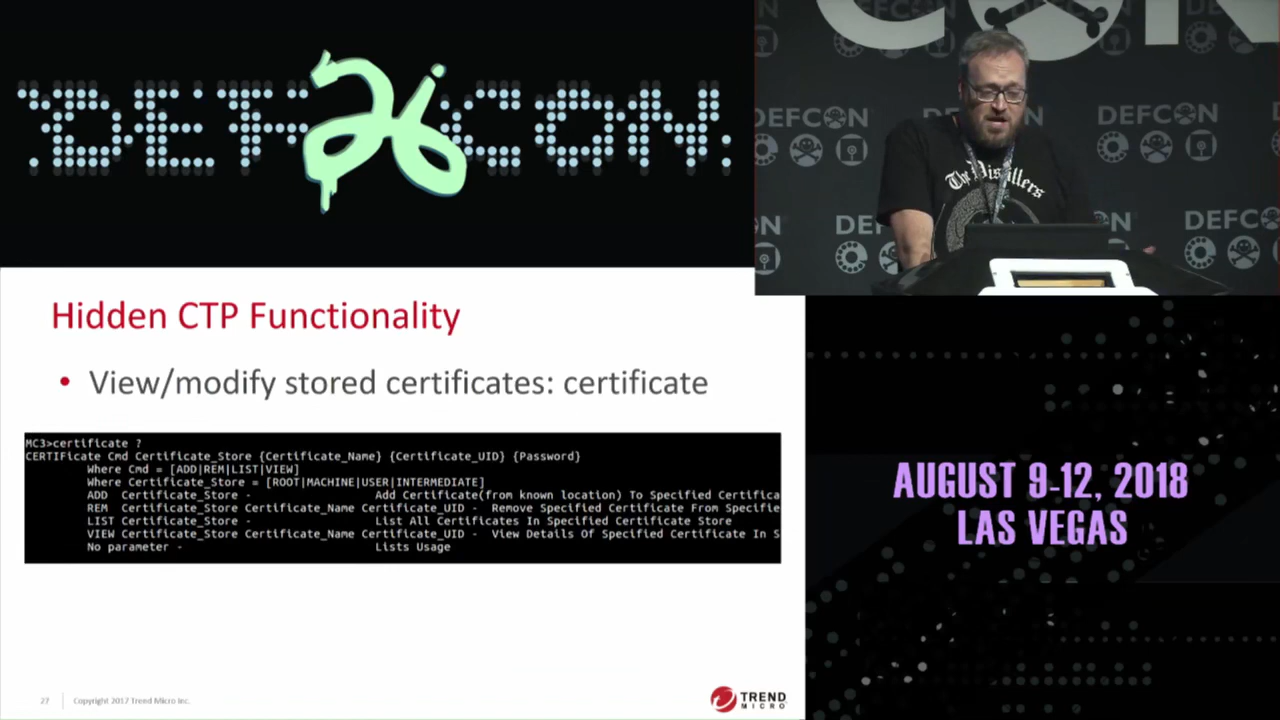 DEF CON
26
CON
DEFCON
DEFCON
DEFCON
DEFCON
DEFCON
The Distillers
Hidden CTP Functionality
• View/modify stored certificates: certificate
MC3>certificate ?
CERTIFicate Cmd Certificate_Store {Certificate_Name} {Certificate_UID} {Password}
Where Cmd = [ADD|REM|LIST|VIEW]
Where Certificate_Store = [ROOT|MACHINE|USER|INTERMEDIATE]
ADD Certificate_Store - Add Certificate(from known location) To Specified Certifica
REM Certificate_Store Certificate_Name Certificate_UID - Remove Specified Certificate From Specifie
LIST Certificate_Store - List All Certificates In Specified Certificate Store
VIEW Certificate_Store Certificate_Name Certificate_UID - View Details Of Specified Certificate In S
No parameter - Lists Usage
AUGUST 9-12, 2018
LAS VEGAS
27
Copyright 2017 Trend Micro Inc.
TREND
MICRO